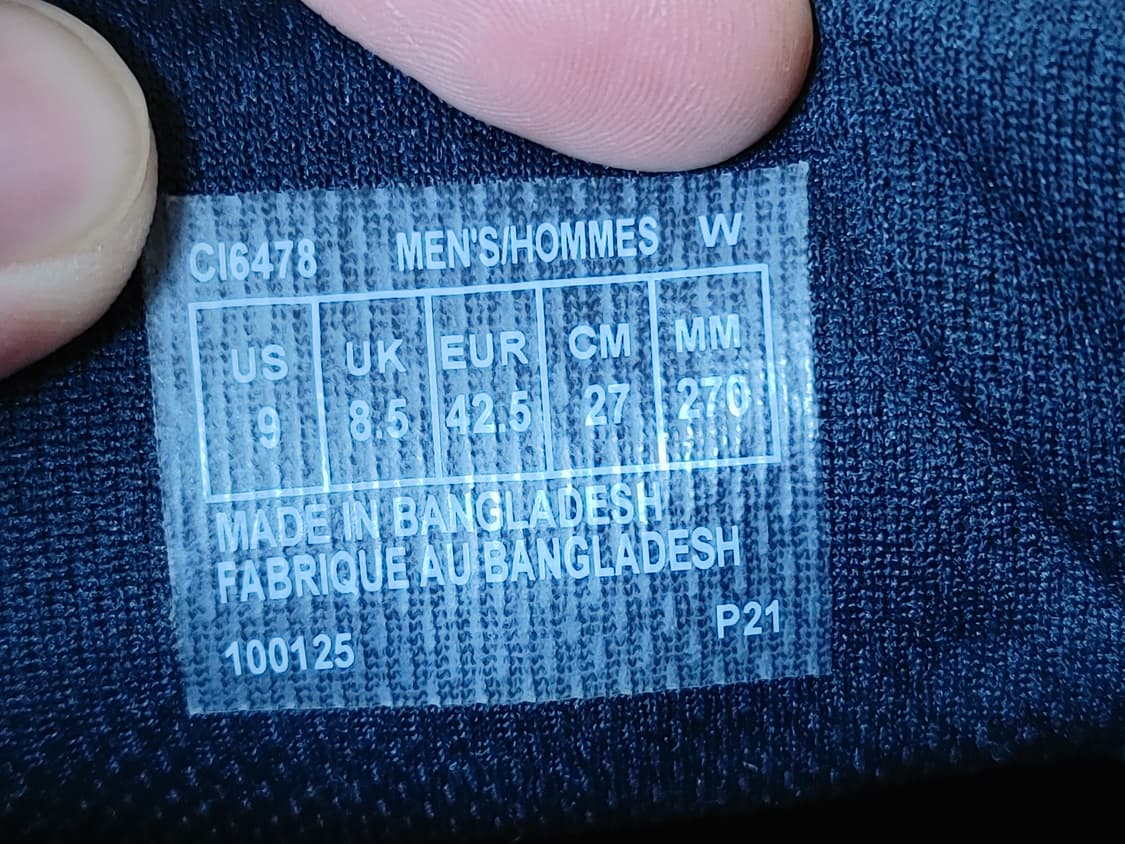 CI6478 MEN'S/HOMMES W
US UK EUR CM MM
9 8.5 42.5 27 270
MADE IN BANGLADESH
FABRIQUE AU BANGLADESH
100125 P21